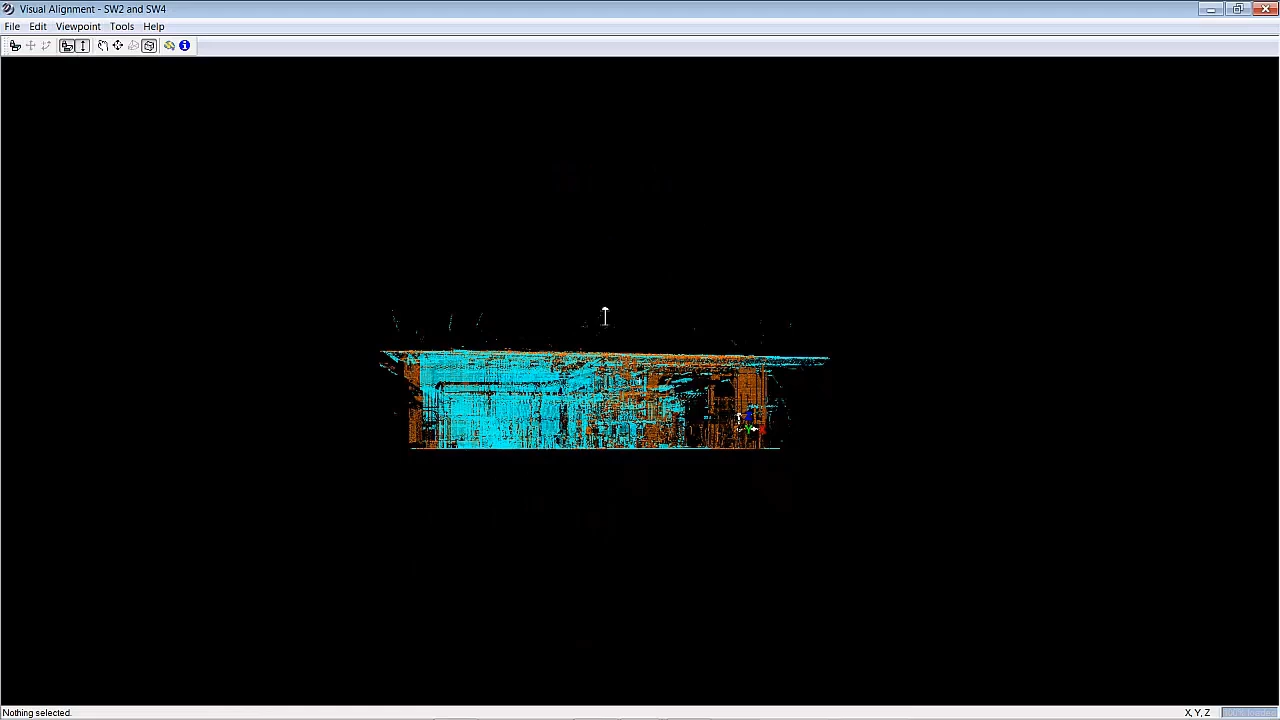 Visual Alignment - SW2 and SW4
File Edit Viewpoint Tools Help
Nothing selected.
X, Y, Z